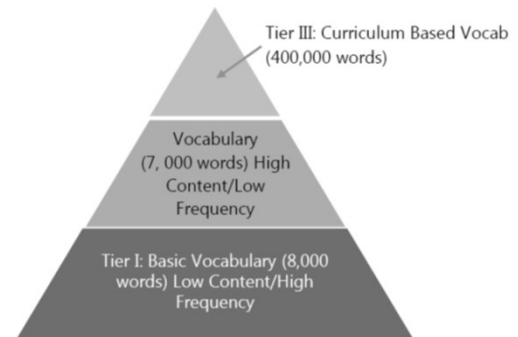 Tier III: Curriculum Based Vocab
(400,000 words)
Vocabulary
(7, 000 words) High
Content/Low
Frequency
Tier I: Basic Vocabulary (8,000
words) Low Content/High
Frequency